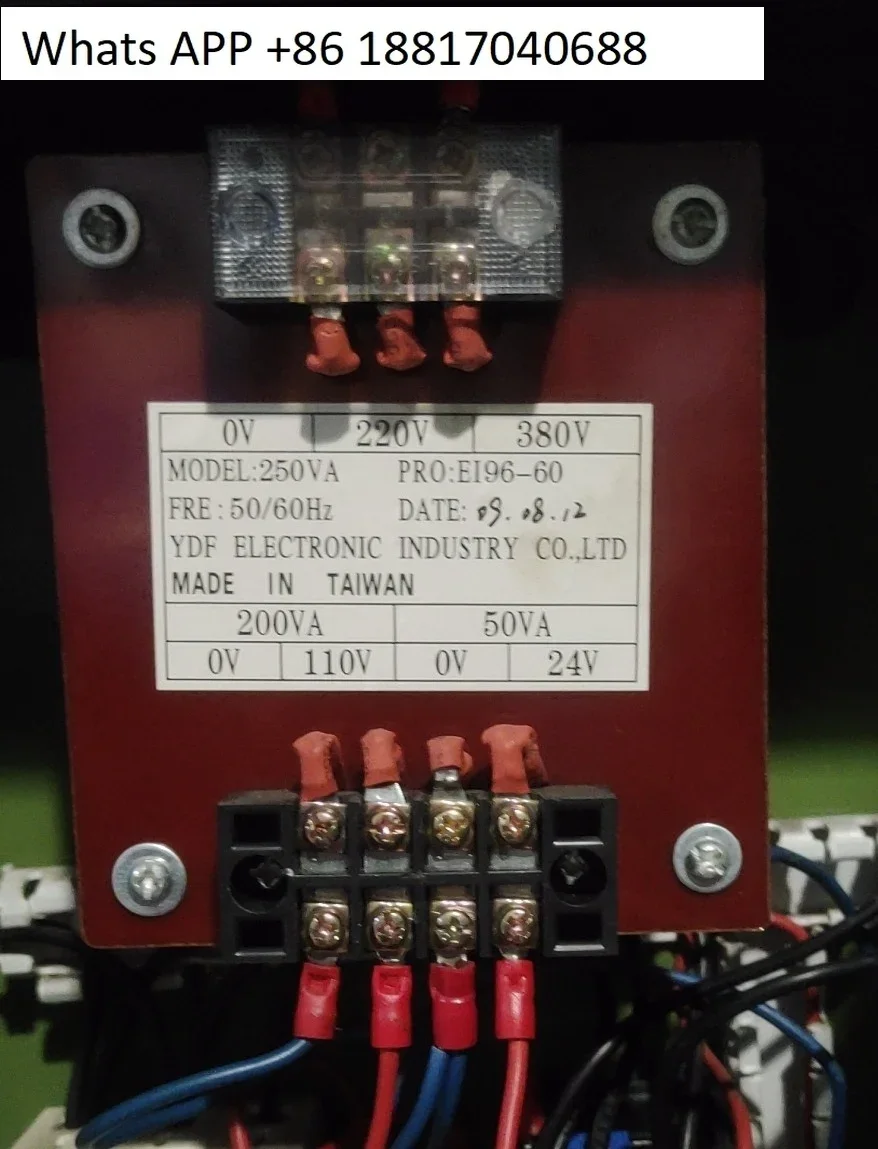 Whats APP +86 18817040688
0V 220V 380V
MODEL:250VA PRO:EI96-60
FRE:50/60Hz DATE: 09.08.12
YDF ELECTRONIC INDUSTRY CO.,LTD
MADE IN TAIWAN
200VA 50VA
0V 110V 0V 24V